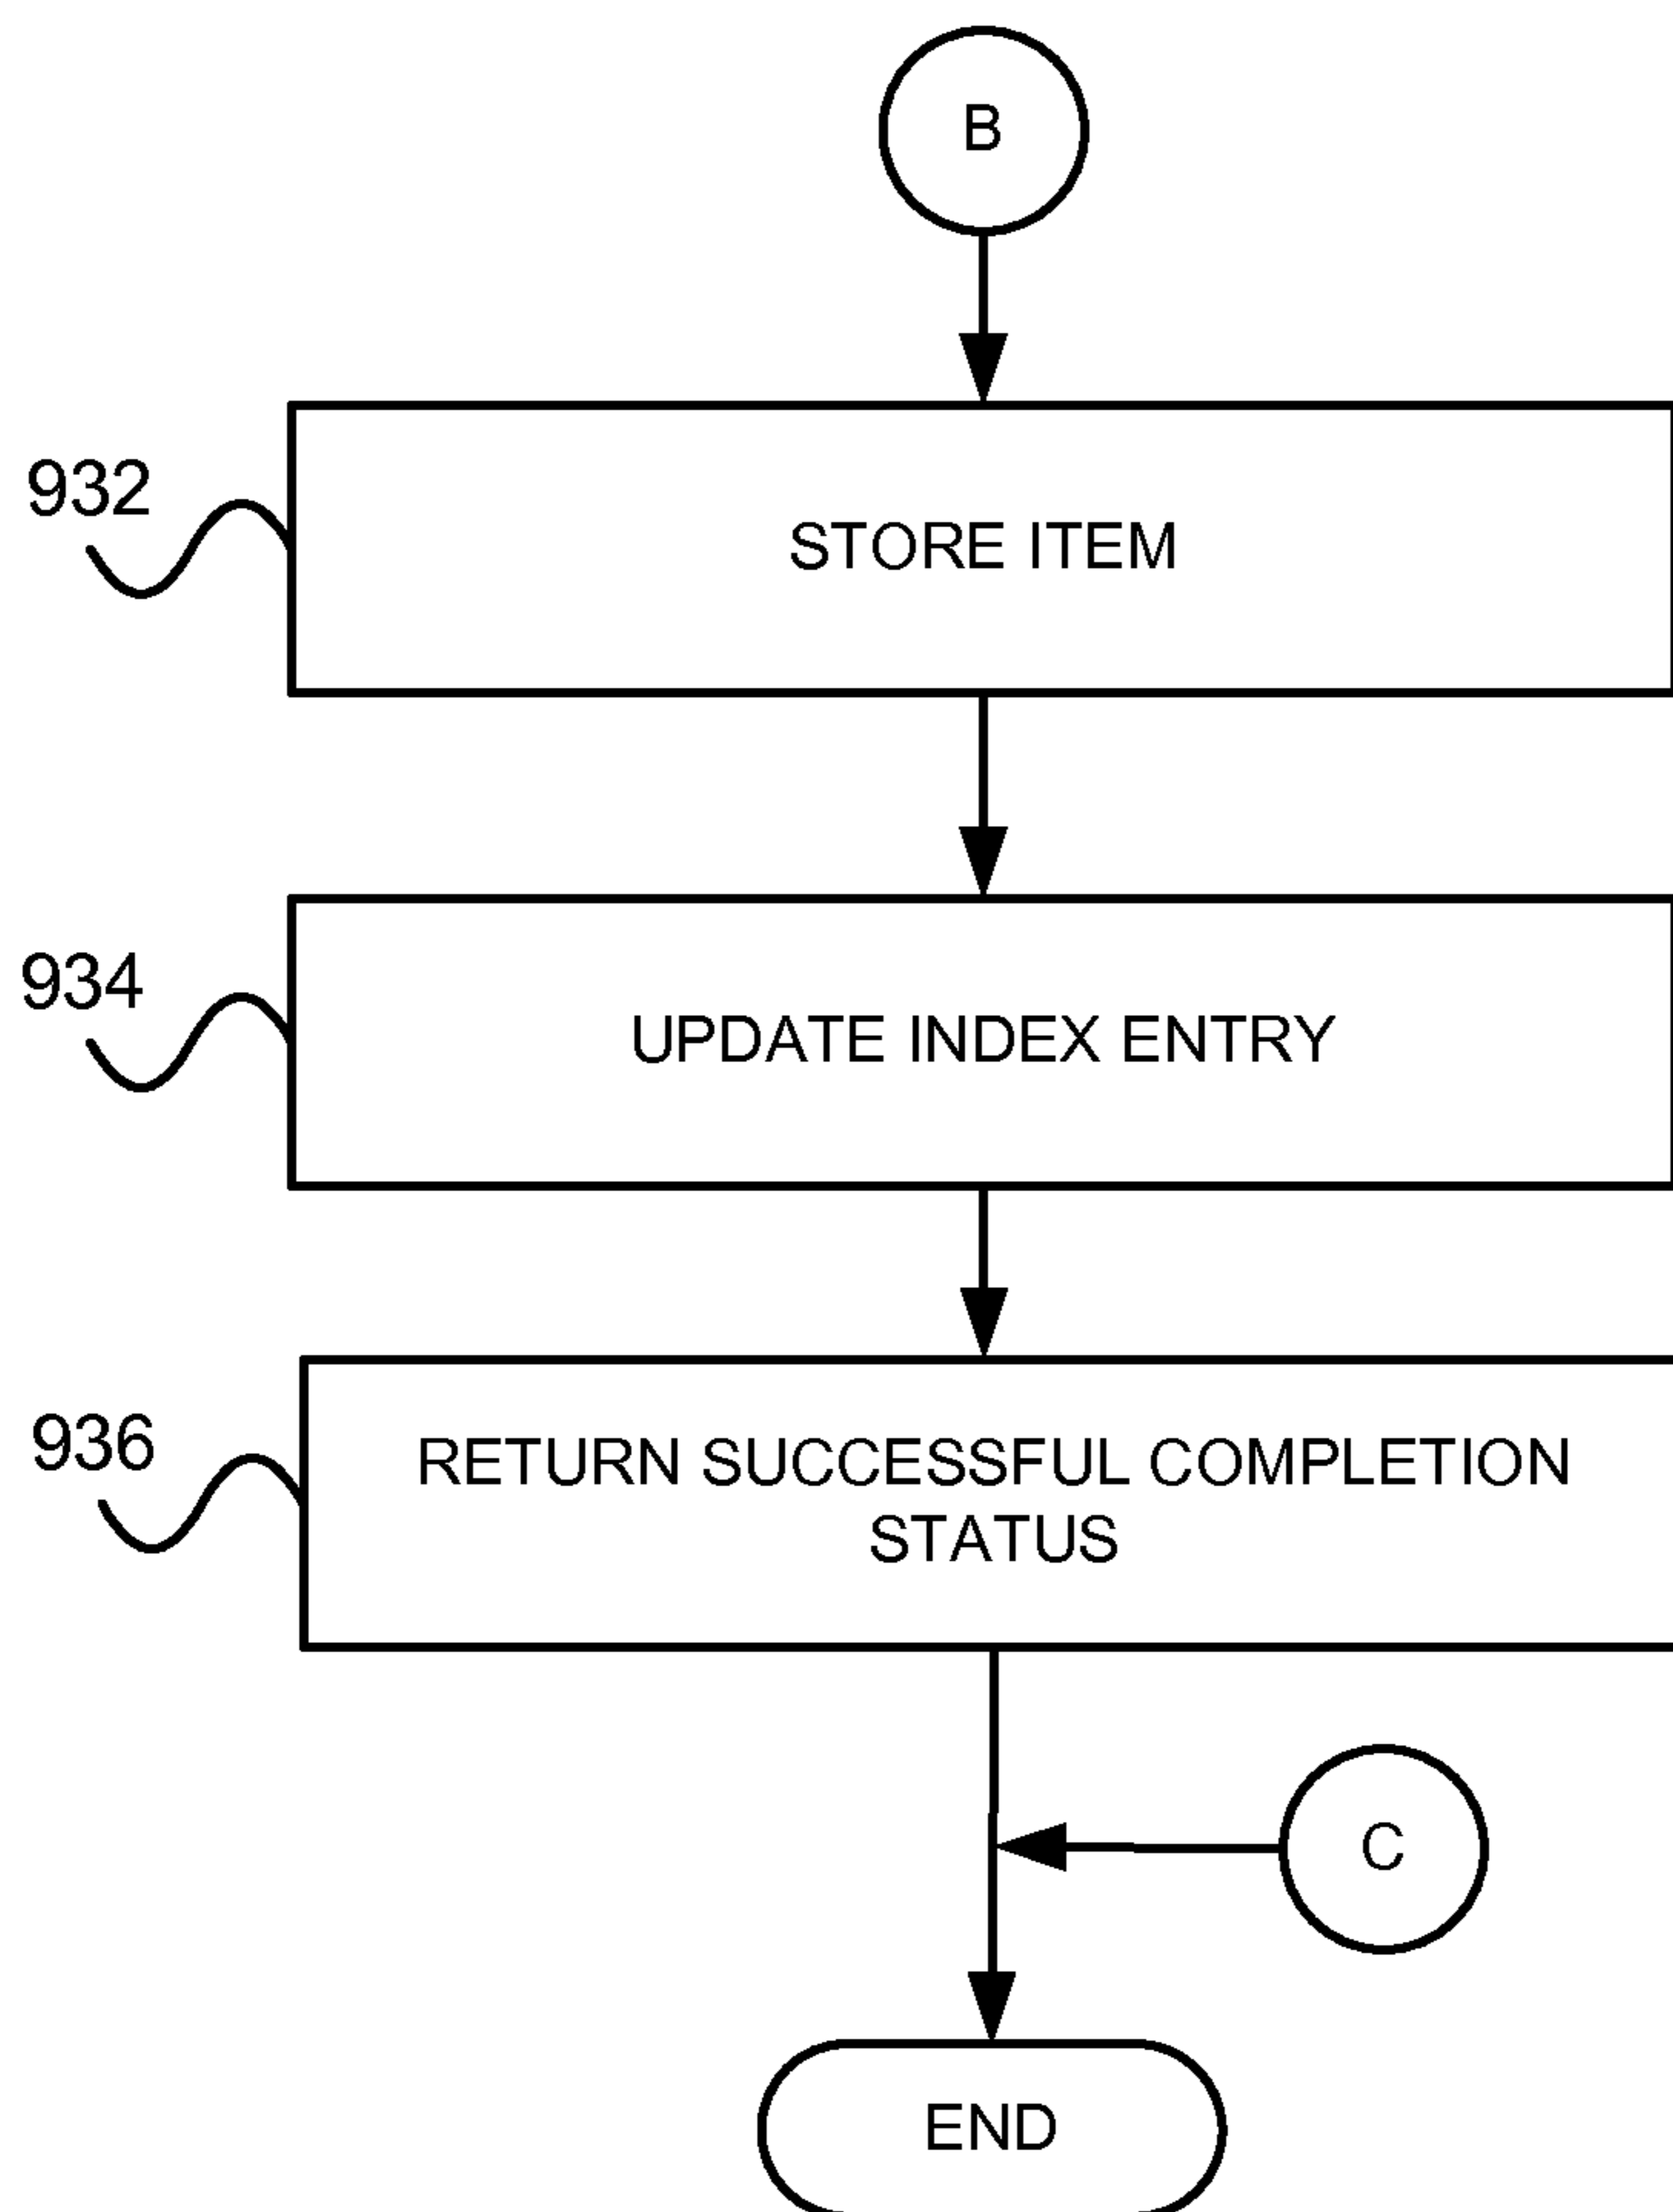 B
932
STORE ITEM
934
UPDATE INDEX ENTRY
936
RETURN SUCCESSFUL COMPLETION
STATUS
C
END